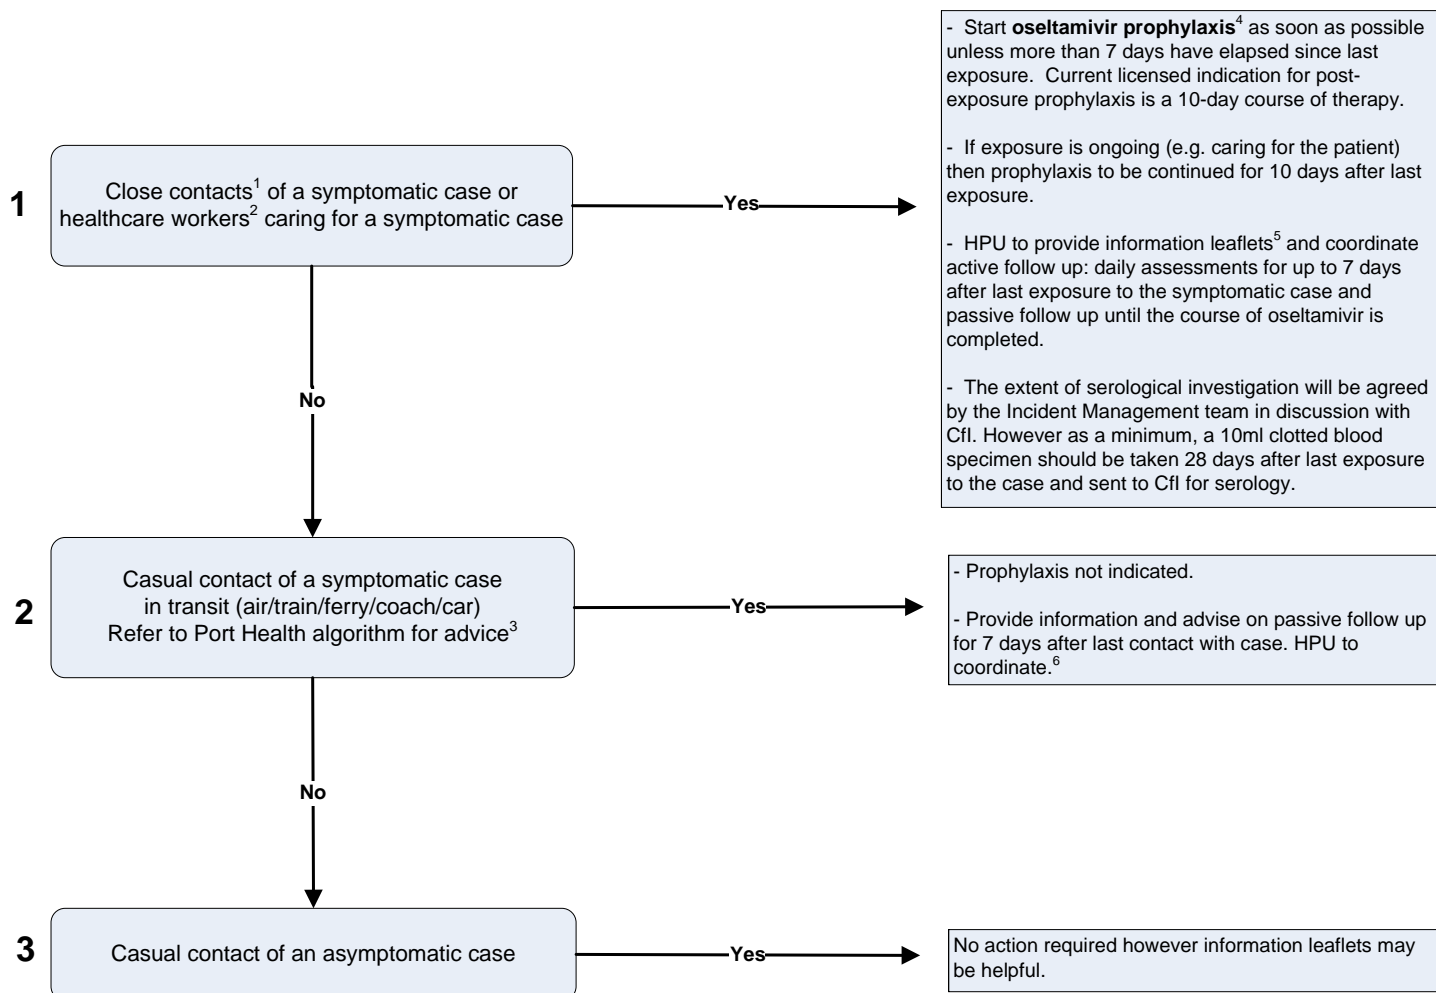 1
Close contacts1 of a symptomatic case or
healthcare workers2 caring for a symptomatic case
Yes
- Start oseltamivir prophylaxis4 as soon as possible
unless more than 7 days have elapsed since last
exposure. Current licensed indication for post-
exposure prophylaxis is a 10-day course of therapy.
- If exposure is ongoing (e.g. caring for the patient)
then prophylaxis to be continued for 10 days after last
exposure.
- HPU to provide information leaflets5 and coordinate
active follow up: daily assessments for up to 7 days
after last exposure to the symptomatic case and
passive follow up until the course of oseltamivir is
completed.
- The extent of serological investigation will be agreed
by the Incident Management team in discussion with
CfI. However as a minimum, a 10ml clotted blood
specimen should be taken 28 days after last exposure
to the case and sent to CfI for serology.
No
2
Casual contact of a symptomatic case
in transit (air/train/ferry/coach/car)
Refer to Port Health algorithm for advice3
Yes
- Prophylaxis not indicated.
- Provide information and advise on passive follow up
for 7 days after last contact with case. HPU to
coordinate.6
No
3
Casual contact of an asymptomatic case
Yes
No action required however information leaflets may
be helpful.